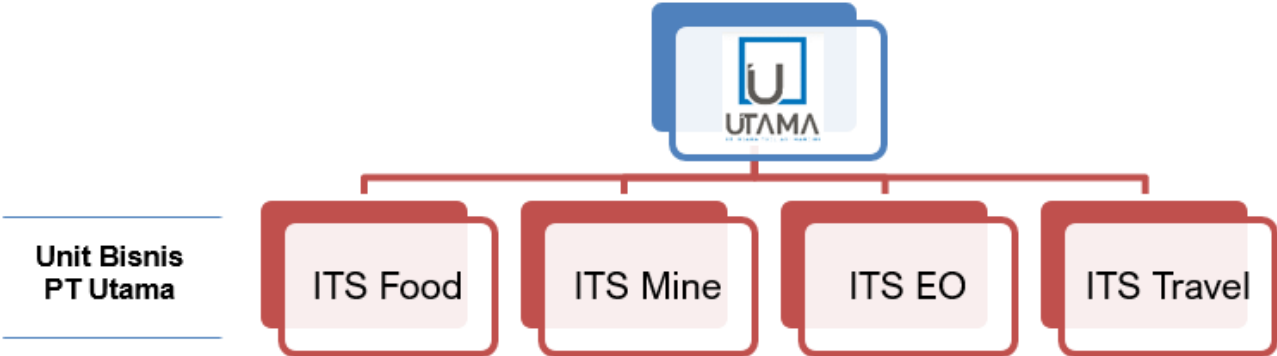 U
UTAMA
Unit Bisnis
PT Utama
ITS Food
ITS Mine
ITS EO
ITS Travel